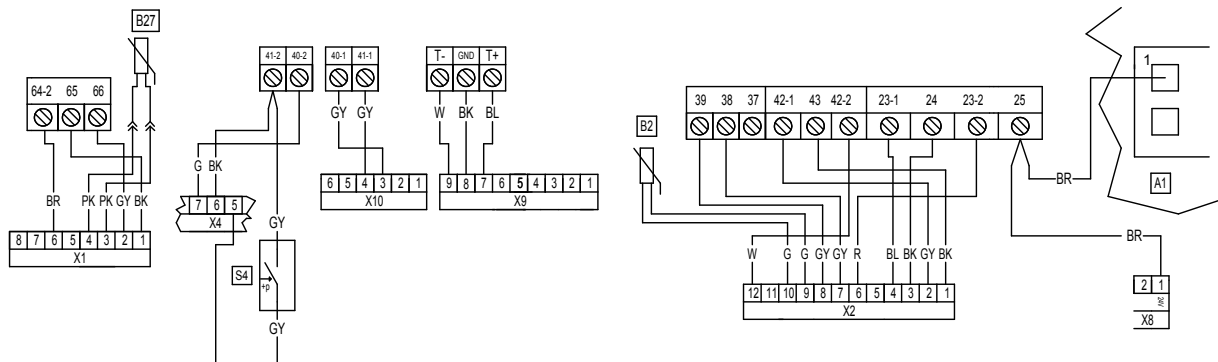 B27
64-2 65 66
BR PK PK GY BK
8 7 6 5 4 3 2 1
X1
41-2 40-2
G BK
7 6 5
X4
GY
S4
+p
GY
40-1 41-1
GY GY
6 5 4 3 2 1
X10
T- GND T+
W BK BL
9 8 7 6 5 4 3 2 1
X9
B2
39 38 37 42-1 43 42-2 23-1 24 23-2 25
W G G GY GY R BL BK GY BK
12 11 10 9 8 7 6 5 4 3 2 1
X2
1
BR
A1
BR
2 1
24V
X8